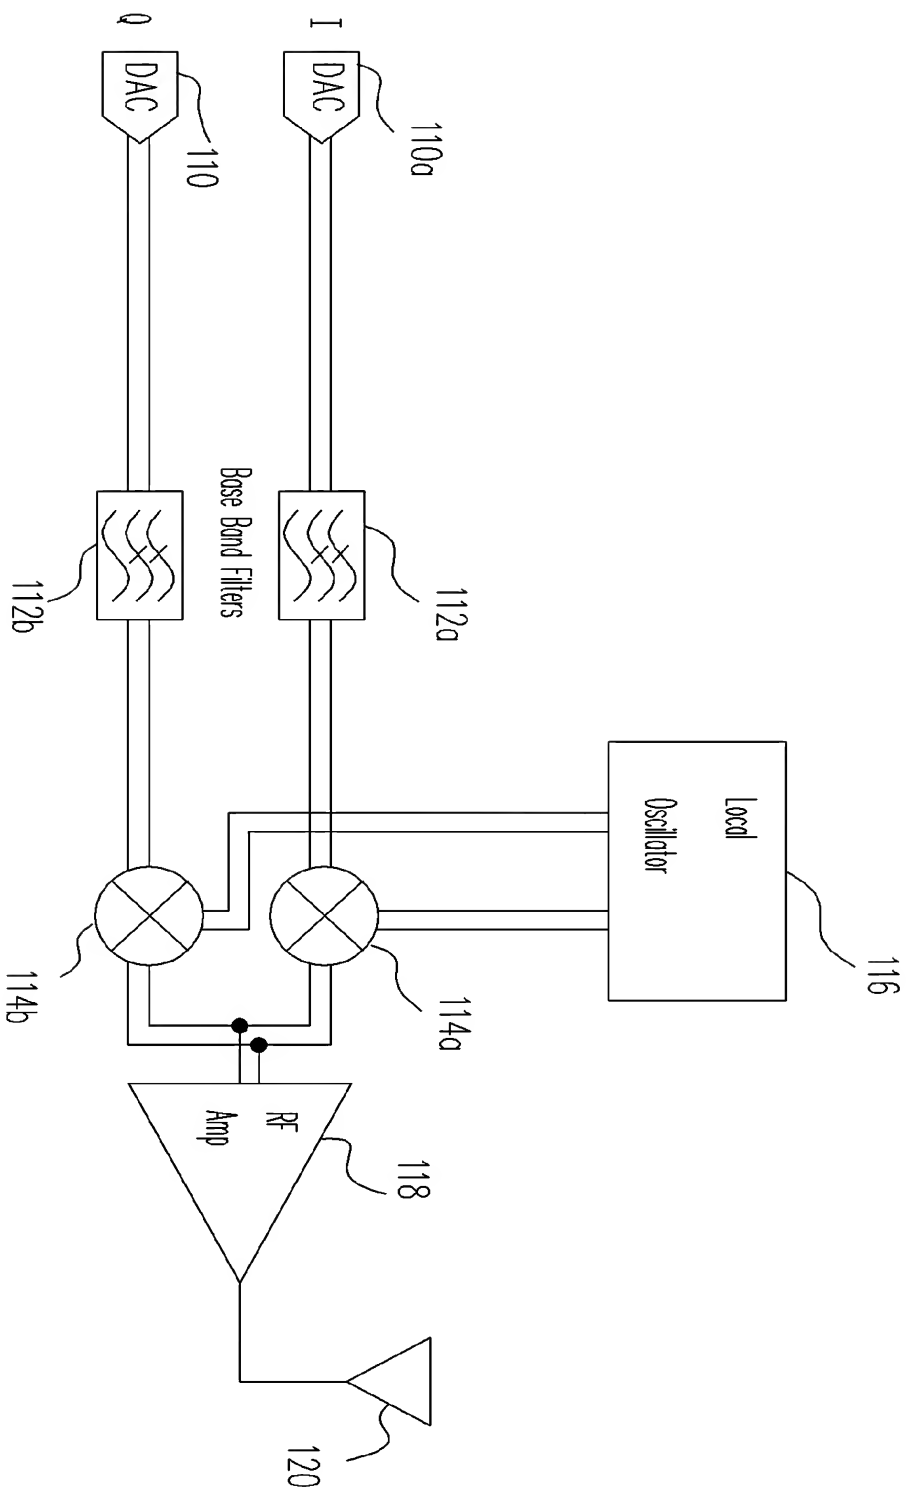 116
Local
Oscillator
110a
112a
114a
118
120
I
DAC
RF
Amp
Base Band Filters
110
Q
DAC
112b
114b